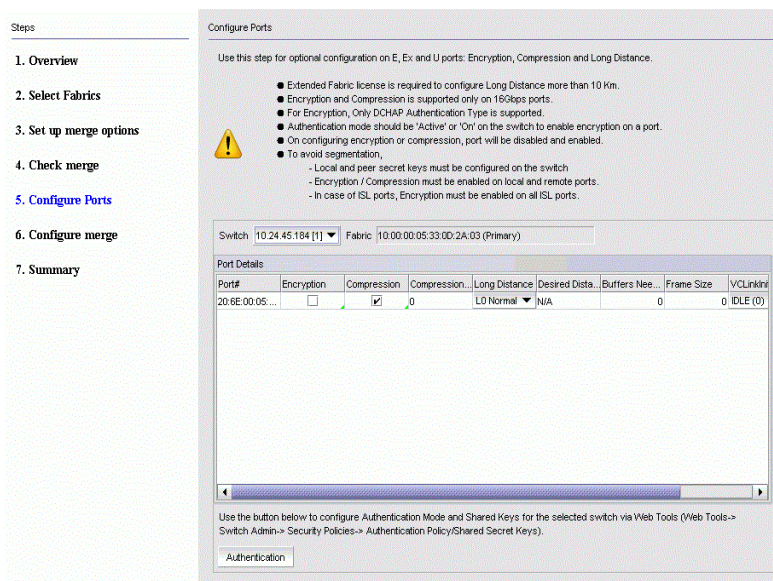 Steps
1. Overview
2. Select Fabrics
3. Set up merge options
4. Check merge
5. Configure Ports
6. Configure merge
7. Summary
Configure Ports
Use this step for optional configuration on E, Ex and U ports: Encryption, Compression and Long Distance.
● Extended Fabric license is required to configure Long Distance more than 10 Km.
● Encryption and Compression is supported only on 16Gbps ports.
● For Encryption, Only DCHAP Authentication Type is supported.
● Authentication mode should be 'Active' or 'On' on the switch to enable encryption on a port.
● On configuring encryption or compression, port will be disabled and enabled.
● To avoid segmentation,
- Local and peer secret keys must be configured on the switch
- Encryption / Compression must be enabled on local and remote ports.
- In case of ISL ports, Encryption must be enabled on all ISL ports.
Switch 10.24.45.184 [1] Fabric 10:00:00:05:33:0D:2A:03 (Primary)
Port Details
Port# Encryption Compression Compression... Long Distance Desired Dista... Buffers Nee... Frame Size VCLinkInit
20:6E:00:05:... 0 L0 Normal N/A 0 0 IDLE (0)
Use the button below to configure Authentication Mode and Shared Keys for the selected switch via Web Tools (Web Tools->
Switch Admin-> Security Policies-> Authentication Policy/Shared Secret Keys).
Authentication